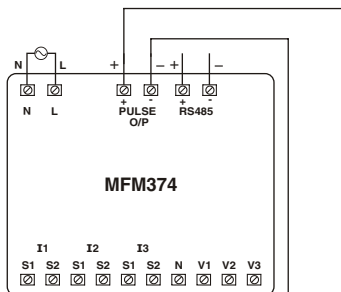 N L + – + –
N L + - + -
PULSE O/P RS485
MFM374
I1 I2 I3
S1 S2 S1 S2 S1 S2 N V1 V2 V3